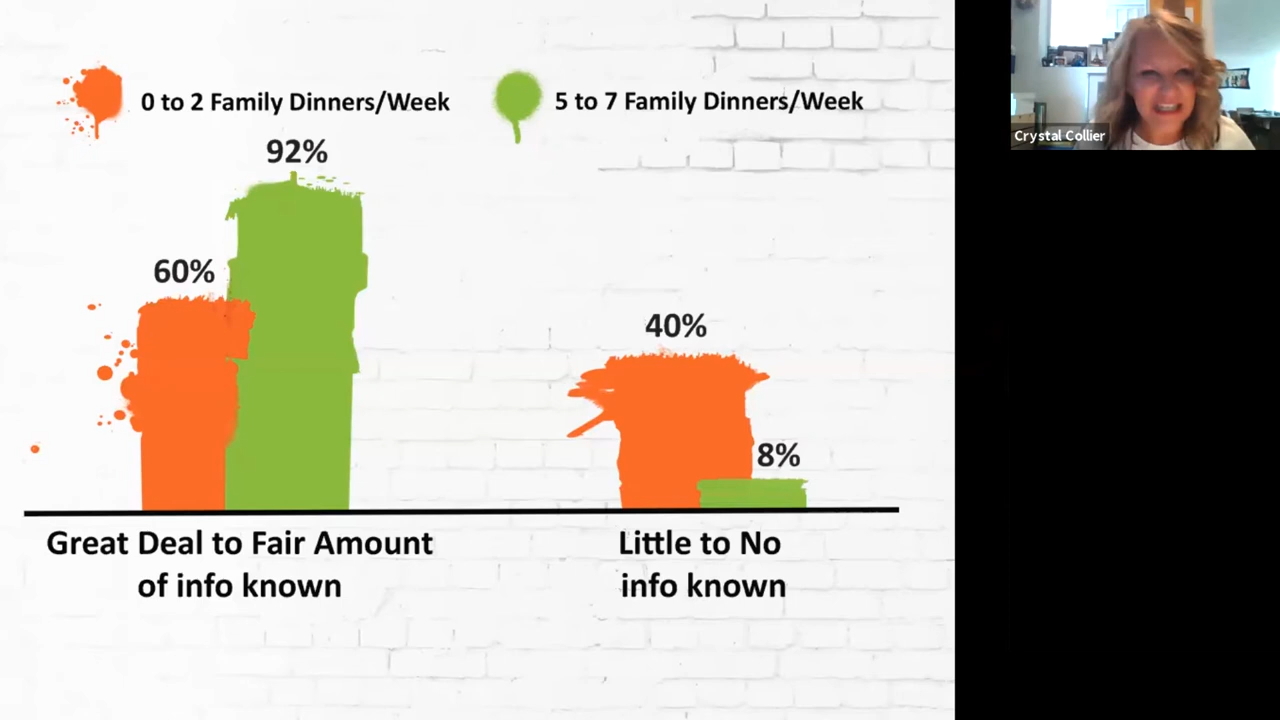 0 to 2 Family Dinners/Week
5 to 7 Family Dinners/Week
92%
60%
40%
8%
Great Deal to Fair Amount
of info known
Little to No
info known
Crystal Collier